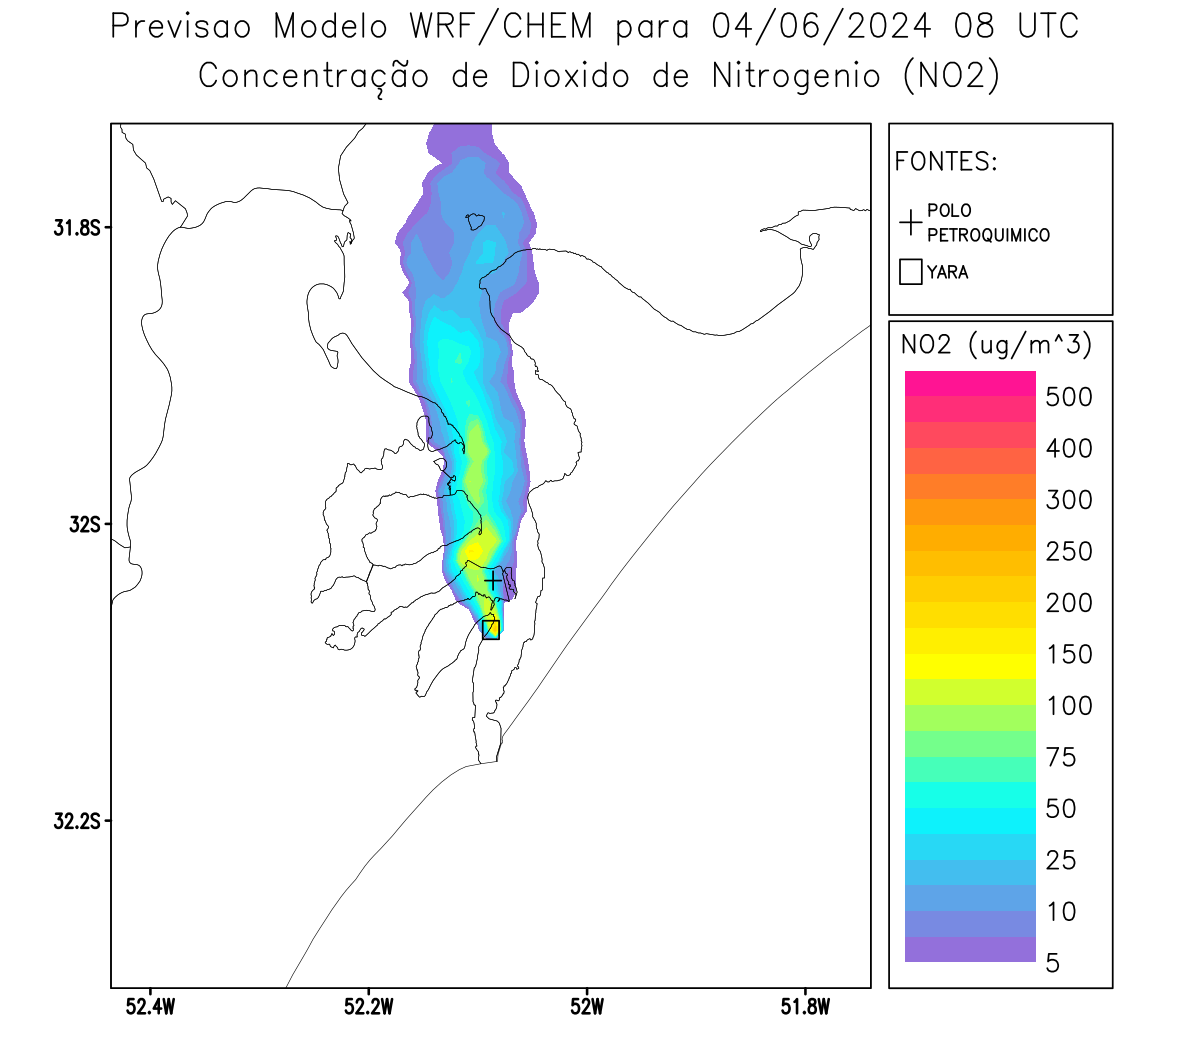 Previsao Modelo WRF/CHEM para 04/06/2024 08 UTC
Concentração de Dioxido de Nitrogenio (NO2)
FONTES:
POLO
PETROQUIMICO
YARA
31.8S
32S
32.2S
52.4W
52.2W
52W
51.8W
NO2 (ug/m^3)
500
400
300
250
200
150
100
75
50
25
10
5